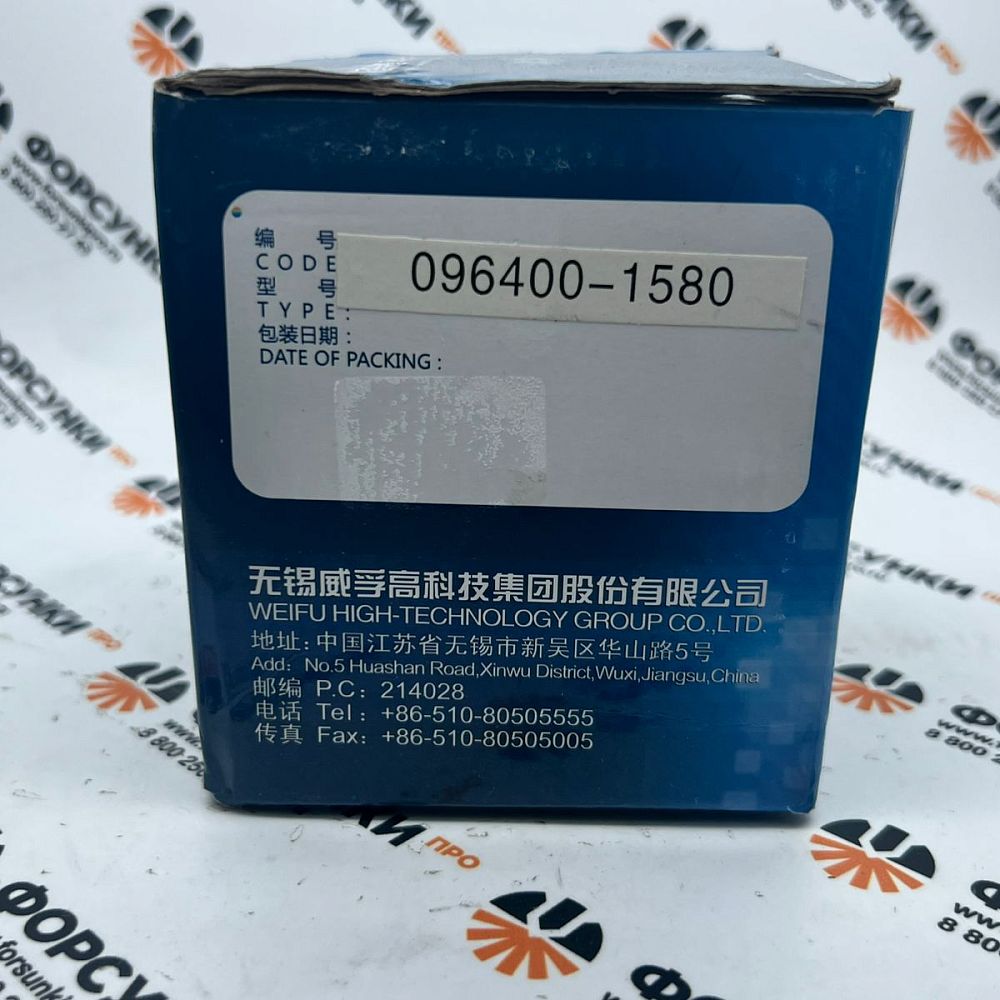 编 号
CODE
096400-1580
型 号
TYPE:
包装日期:
DATE OF PACKING:
无锡威孚高科技集团股份有限公司
WEIFU HIGH-TECHNOLOGY GROUP CO.,LTD.
地址: 中国江苏省无锡市新吴区华山路5号
Add: No.5 Huashan Road,Xinwu District,Wuxi,Jiangsu,China
邮编 P.C: 214028
电话 Tel: +86-510-80505555
传真 Fax: +86-510-80505005
ФОРСУНКИ
ФОРСУНКИ ПРО
ПРО